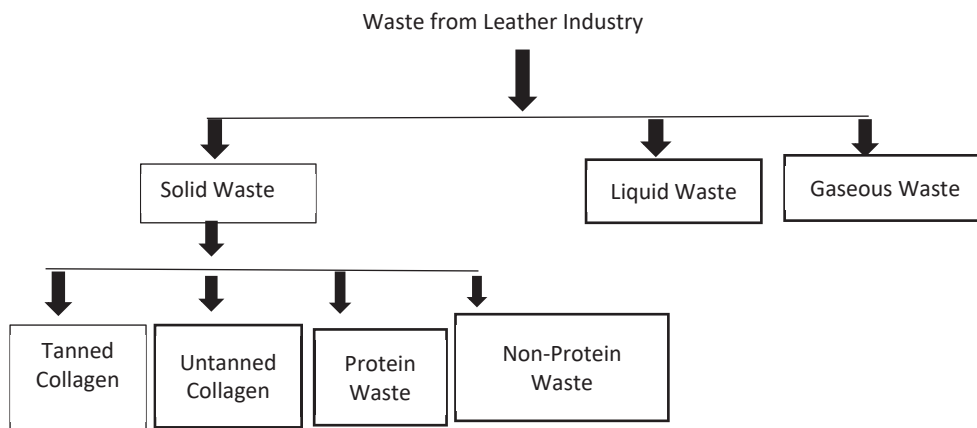 Waste from Leather Industry
Solid Waste
Liquid Waste
Gaseous Waste
Tanned
Collagen
Untanned
Collagen
Protein
Waste
Non-Protein
Waste